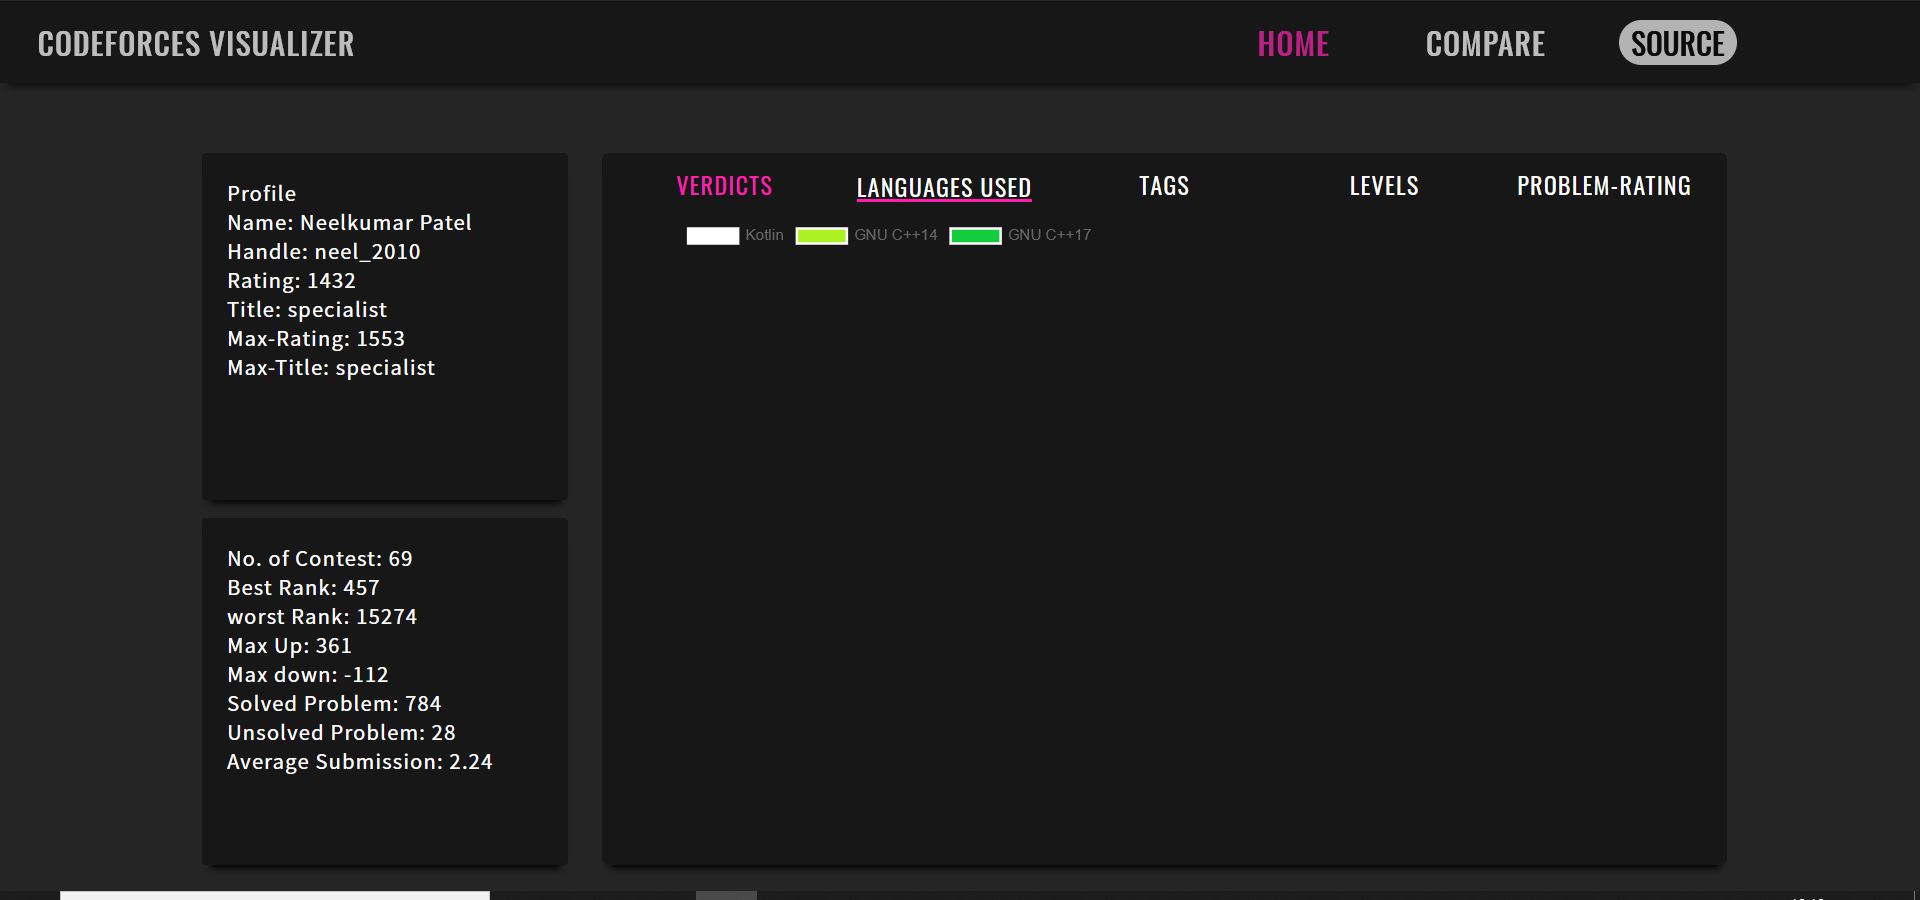 CODEFORCES VISUALIZER
HOME
COMPARE
SOURCE
Profile
Name: Neelkumar Patel
Handle: neel_2010
Rating: 1432
Title: specialist
Max-Rating: 1553
Max-Title: specialist
No. of Contest: 69
Best Rank: 457
worst Rank: 15274
Max Up: 361
Max down: -112
Solved Problem: 784
Unsolved Problem: 28
Average Submission: 2.24
VERDICTS
LANGUAGES USED
TAGS
LEVELS
PROBLEM-RATING
Kotlin
GNU C++14
GNU C++17